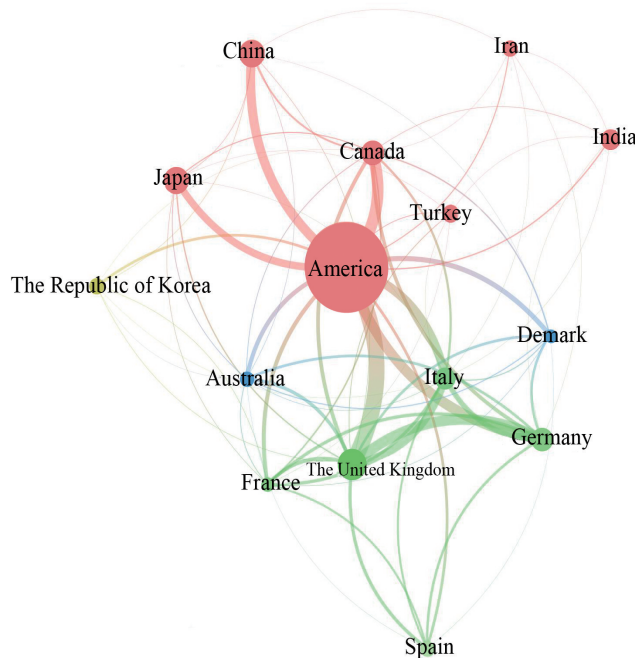 China
Iran
India
Canada
Japan
Turkey
America
The Republic of Korea
Demark
Australia
Italy
Germany
The United Kingdom
France
Spain